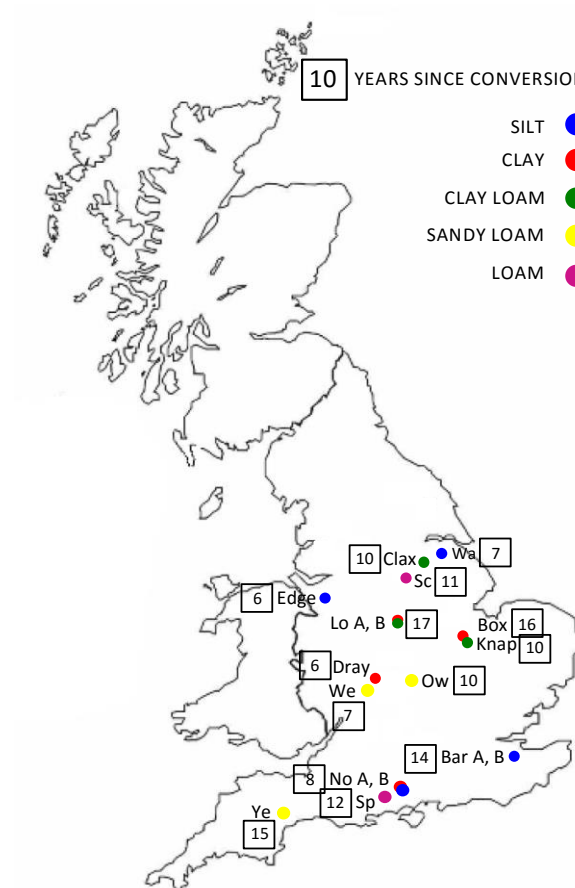 10 YEARS SINCE CONVERSION
SILT
CLAY
CLAY LOAM
SANDY LOAM
LOAM
10 Clax
Wa 7
Sc 11
6 Edge
Lo A, B 17
Box 16
Knap 10
6 Dray
We
Ow 10
7
14 Bar A, B
8 No A, B
12 Sp
Ye
15